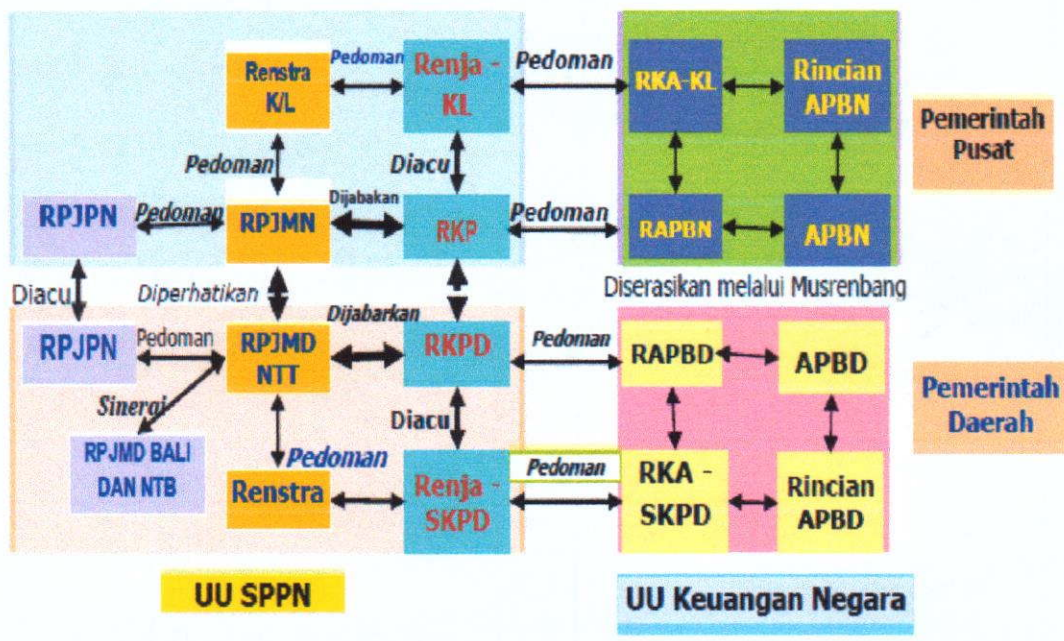 Renstra
K/L
Pedoman
Renja -
KL
Pedoman
RKA-KL
Rincian
APBN
Pemerintah
Pusat
Pedoman
Diacu
RPJPN
Pedoman
RPJMN
Dijabakan
RKP
Pedoman
RAPBN
APBN
Diacu
Diperhatikan
Diserasikan melalui Musrenbang
RPJPN
Pedoman
RPJMD
NTT
Dijabarkan
RKPD
Pedoman
RAPBD
APBD
Pemerintah
Daerah
Sinergi
Diacu
RPJMD BALI
DAN NTB
Pedoman
Renstra
Renja -
SKPD
Pedoman
RKA -
SKPD
Rincian
APBD
UU SPPN
UU Keuangan Negara